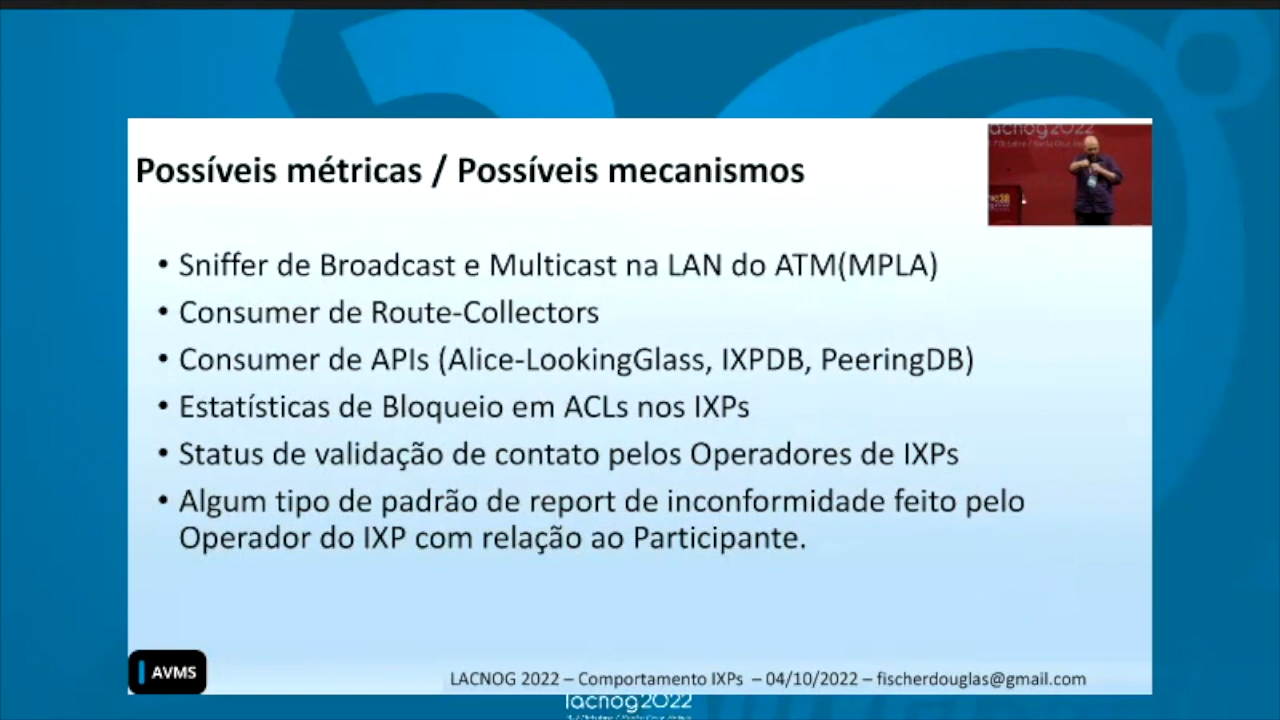 lacnog2022
Possíveis métricas / Possíveis mecanismos
• Sniffer de Broadcast e Multicast na LAN do ATM(MPLA)
• Consumer de Route-Collectors
• Consumer de APIs (Alice-LookingGlass, IXPDB, PeeringDB)
• Estatísticas de Bloqueio em ACLs nos IXPs
• Status de validação de contato pelos Operadores de IXPs
• Algum tipo de padrão de report de inconformidade feito pelo
Operador do IXP com relação ao Participante.
AVMS
LACNOG 2022 – Comportamento IXPs – 04/10/2022 – fischerdouglas@gmail.com
lacnog2022